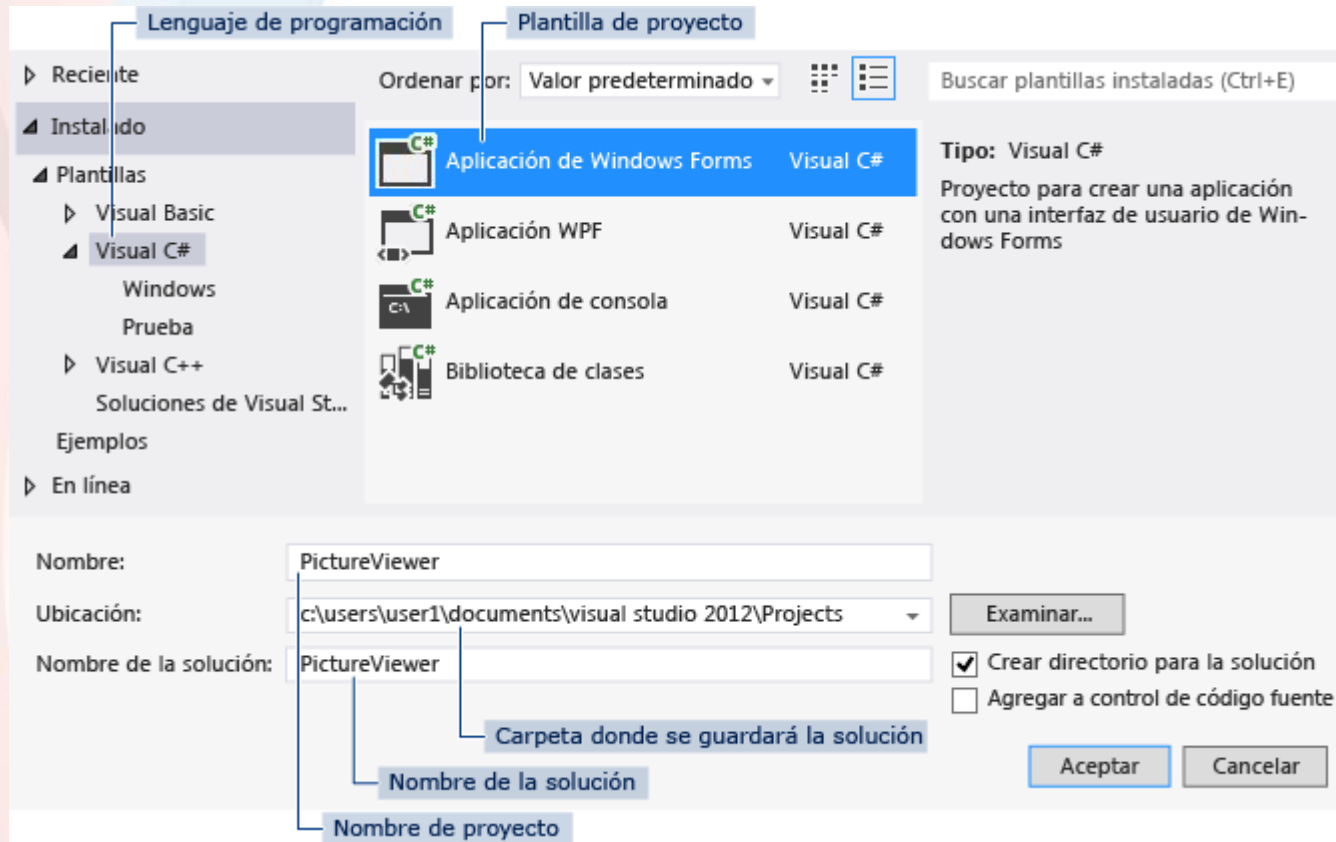 Lenguaje de programación
Plantilla de proyecto
Reciente
Instalado
Plantillas
Visual Basic
Visual C#
Windows
Prueba
Visual C++
Soluciones de Visual St...
Ejemplos
En línea
Ordenar por: Valor predeterminado
Buscar plantillas instaladas (Ctrl+E)
C# Aplicación de Windows Forms Visual C#
C# Aplicación WPF Visual C#
C# C:\ Aplicación de consola Visual C#
C# Biblioteca de clases Visual C#
Tipo: Visual C#
Proyecto para crear una aplicación
con una interfaz de usuario de Win-
dows Forms
Nombre: PictureViewer
Ubicación: c:\users\user1\documents\visual studio 2012\Projects Examinar...
Nombre de la solución: PictureViewer
Crear directorio para la solución
Agregar a control de código fuente
Carpeta donde se guardará la solución
Aceptar Cancelar
Nombre de la solución
Nombre de proyecto